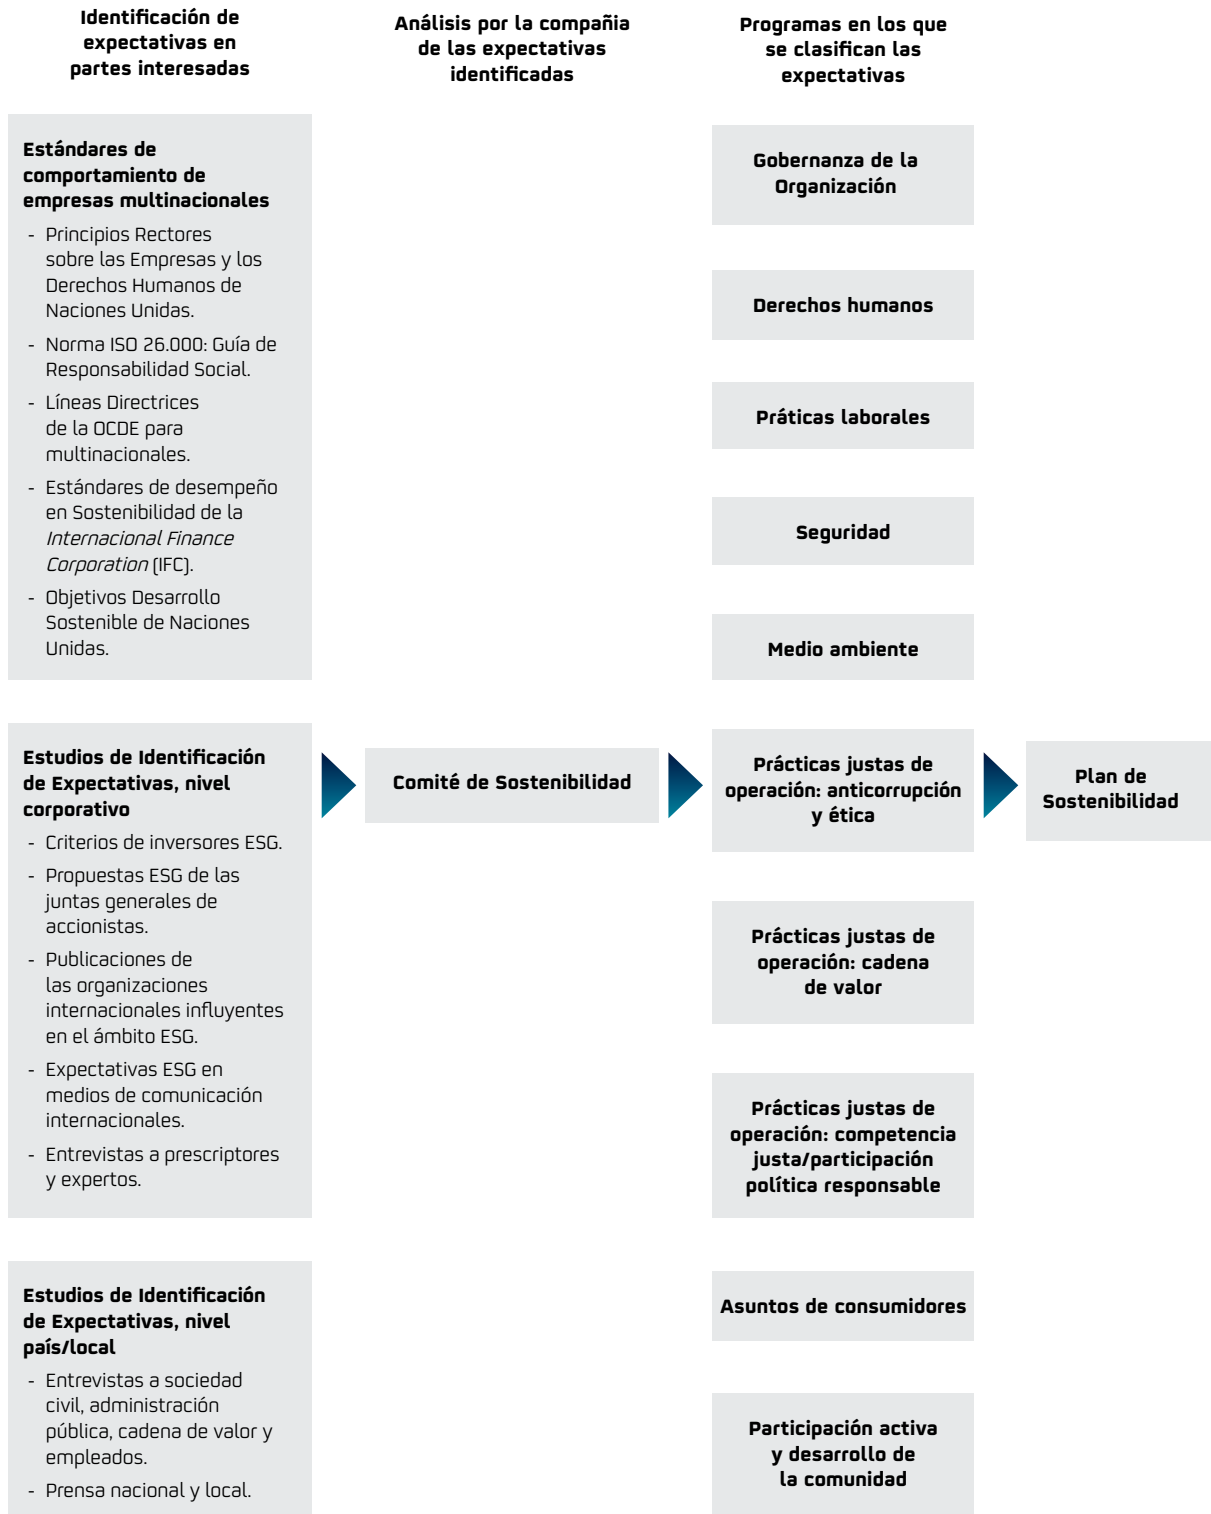 Identificación de
expectativas en
partes interesadas
Análisis por la compañia
de las expectativas
identificadas
Programas en los que
se clasifican las
expectativas
Estándares de
comportamiento de
empresas multinacionales
- Principios Rectores
sobre las Empresas y los
Derechos Humanos de
Naciones Unidas.
- Norma ISO 26.000: Guía de
Responsabilidad Social.
- Líneas Directrices
de la OCDE para
multinacionales.
- Estándares de desempeño
en Sostenibilidad de la
Internacional Finance
Corporation (IFC).
- Objetivos Desarrollo
Sostenible de Naciones
Unidas.
Estudios de Identificación
de Expectativas, nivel
corporativo
- Criterios de inversores ESG.
- Propuestas ESG de las
juntas generales de
accionistas.
- Publicaciones de
las organizaciones
internacionales influyentes
en el ámbito ESG.
- Expectativas ESG en
medios de comunicación
internacionales.
- Entrevistas a prescriptores
y expertos.
Estudios de Identificación
de Expectativas, nivel
país/local
- Entrevistas a sociedad
civil, administración
pública, cadena de valor y
empleados.
- Prensa nacional y local.
Comité de Sostenibilidad
Gobernanza de la
Organización
Derechos humanos
Práticas laborales
Seguridad
Medio ambiente
Prácticas justas de
operación: anticorrupción
y ética
Prácticas justas de
operación: cadena
de valor
Prácticas justas de
operación: competencia
justa/participación
política responsable
Asuntos de consumidores
Participación activa
y desarrollo de
la comunidad
Plan de
Sostenibilidad